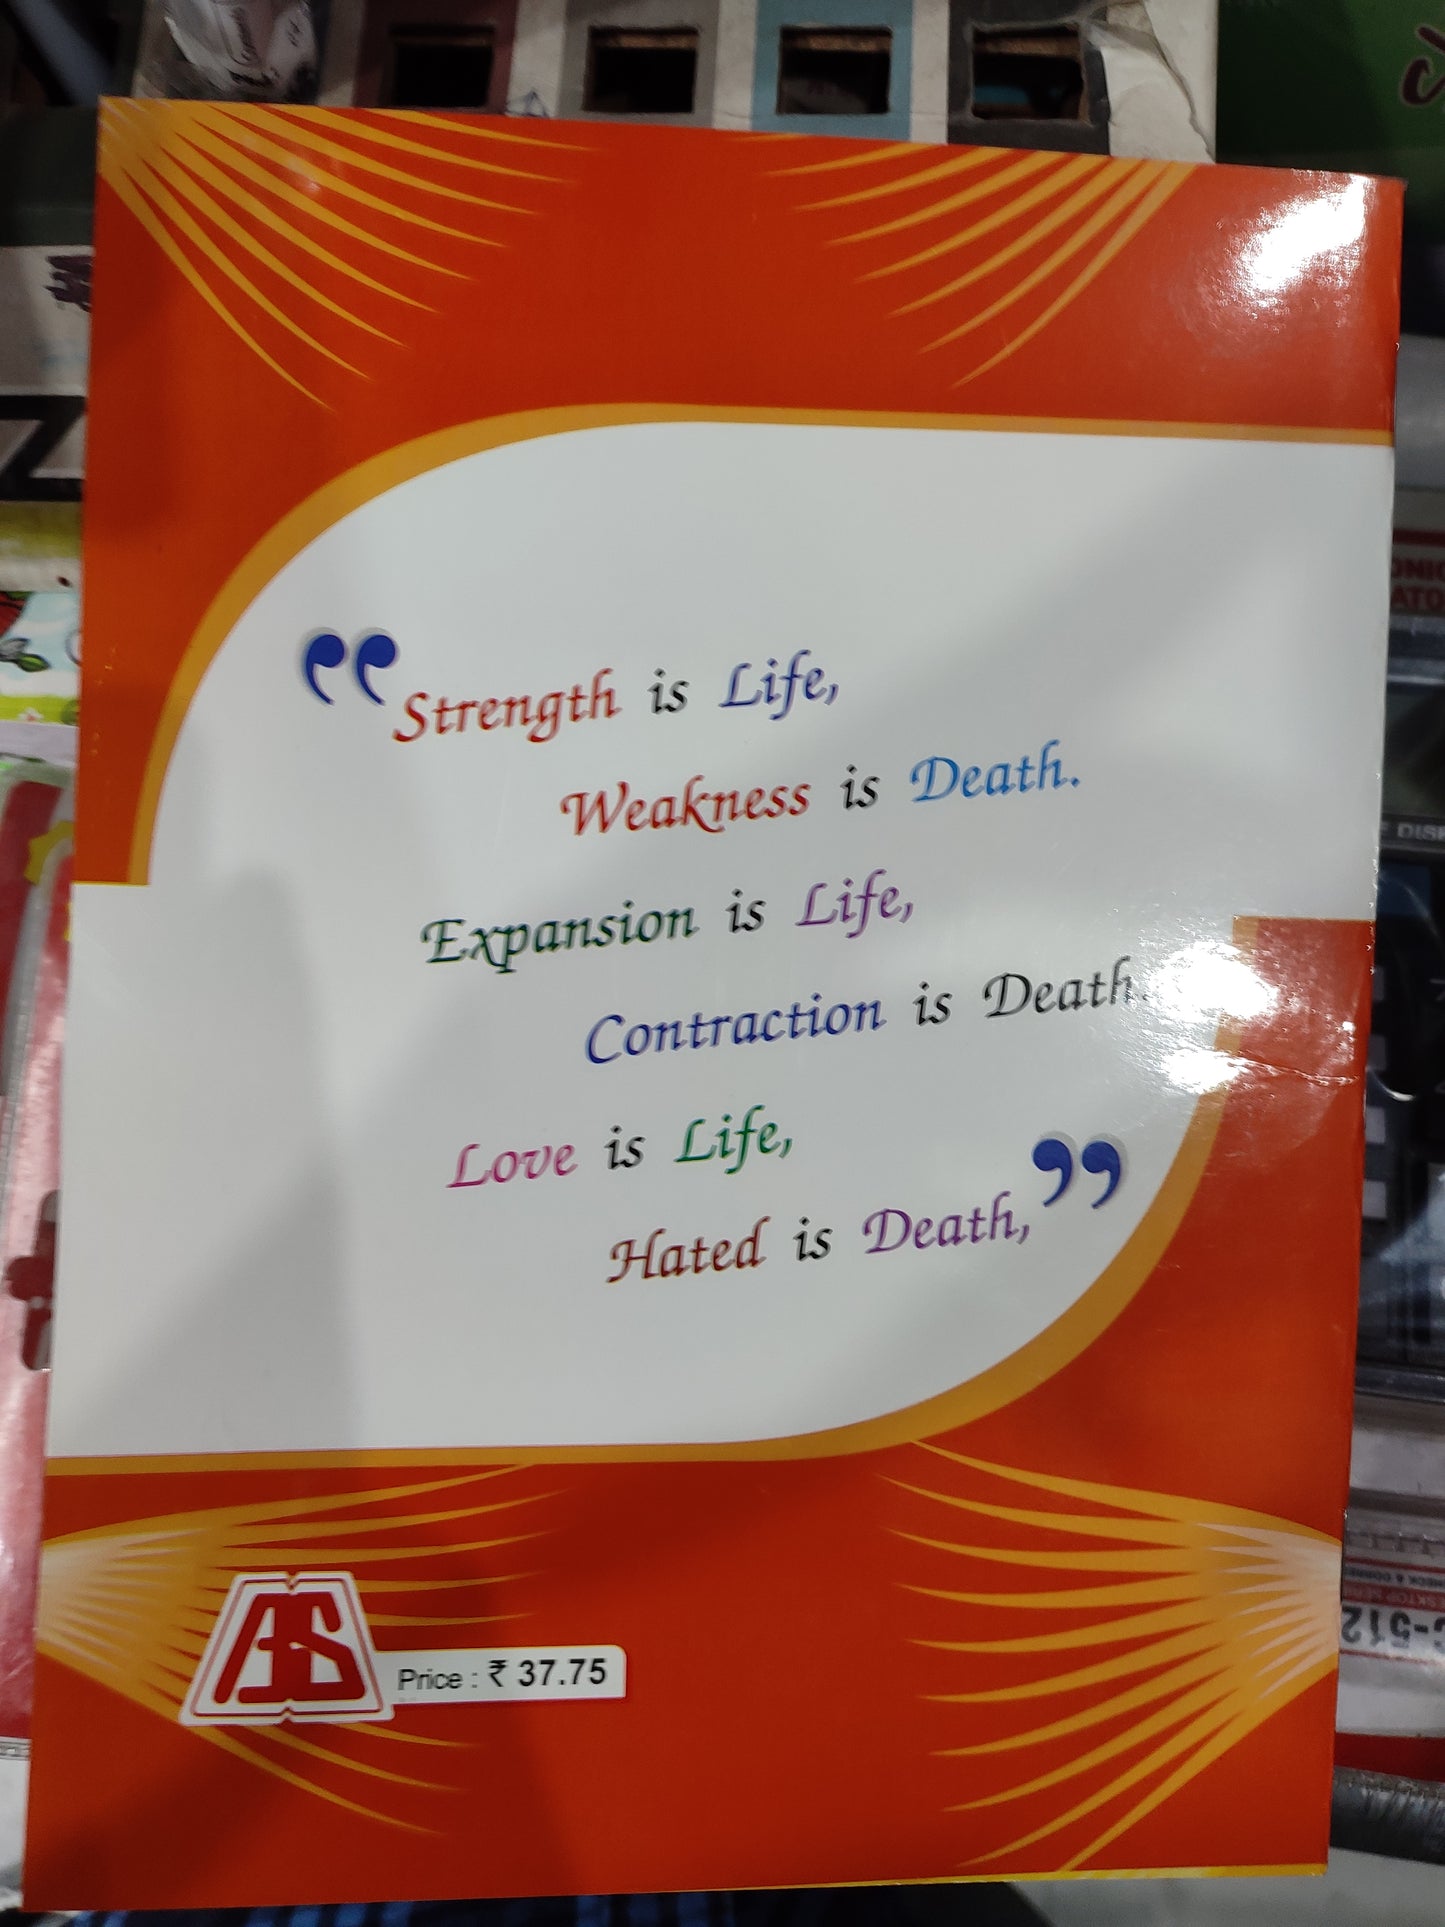 “Strength is Life,
Weakness is Death.
Expansion is Life,
Contraction is Death.
Love is Life,
Hated is Death,”
Price : ₹ 37.75
Z
C-512